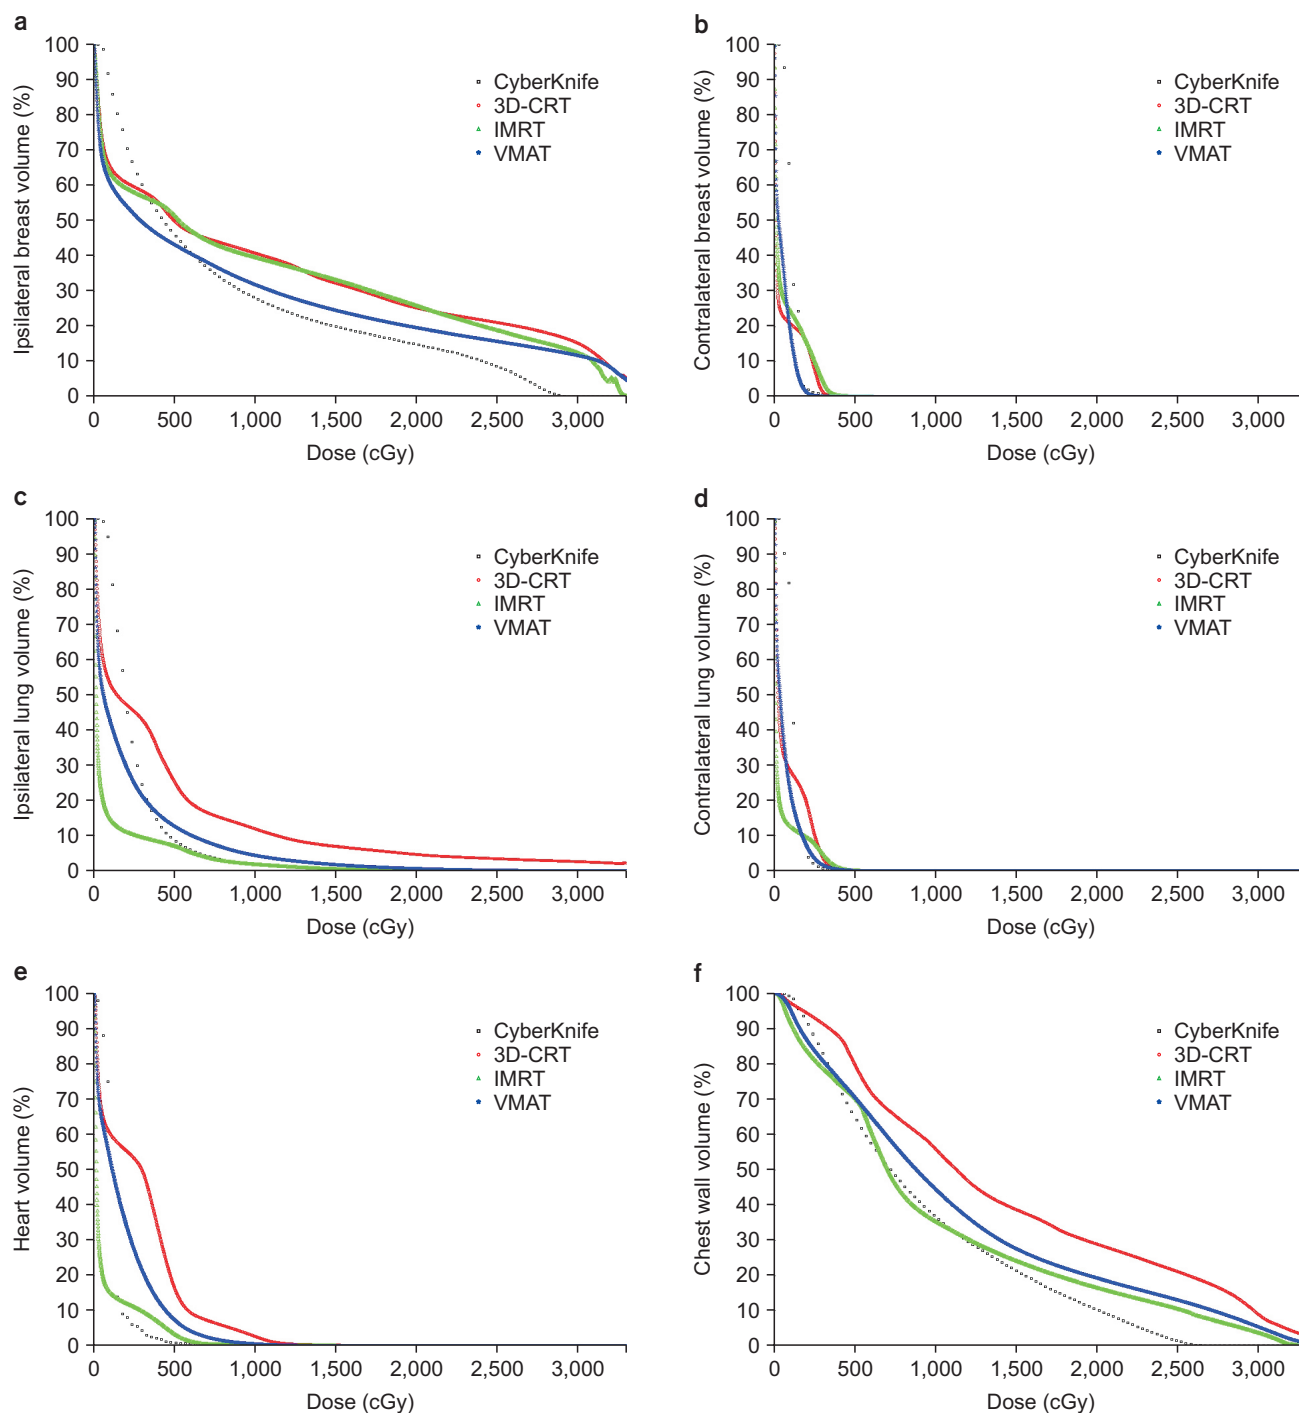 a
100
90
80
70
60
50
40
30
20
10
0
Ipsilateral breast volume (%)
CyberKnife
3D-CRT
IMRT
VMAT
0 500 1,000 1,500 2,000 2,500 3,000
Dose (cGy)
b
100
90
80
70
60
50
40
30
20
10
0
Contralateral breast volume (%)
CyberKnife
3D-CRT
IMRT
VMAT
0 500 1,000 1,500 2,000 2,500 3,000
Dose (cGy)
c
100
90
80
70
60
50
40
30
20
10
0
Ipsilateral lung volume (%)
CyberKnife
3D-CRT
IMRT
VMAT
0 500 1,000 1,500 2,000 2,500 3,000
Dose (cGy)
d
100
90
80
70
60
50
40
30
20
10
0
Contralateral lung volume (%)
CyberKnife
3D-CRT
IMRT
VMAT
0 500 1,000 1,500 2,000 2,500 3,000
Dose (cGy)
e
100
90
80
70
60
50
40
30
20
10
0
Heart volume (%)
CyberKnife
3D-CRT
IMRT
VMAT
0 500 1,000 1,500 2,000 2,500 3,000
Dose (cGy)
f
100
90
80
70
60
50
40
30
20
10
0
Chest wall volume (%)
CyberKnife
3D-CRT
IMRT
VMAT
0 500 1,000 1,500 2,000 2,500 3,000
Dose (cGy)